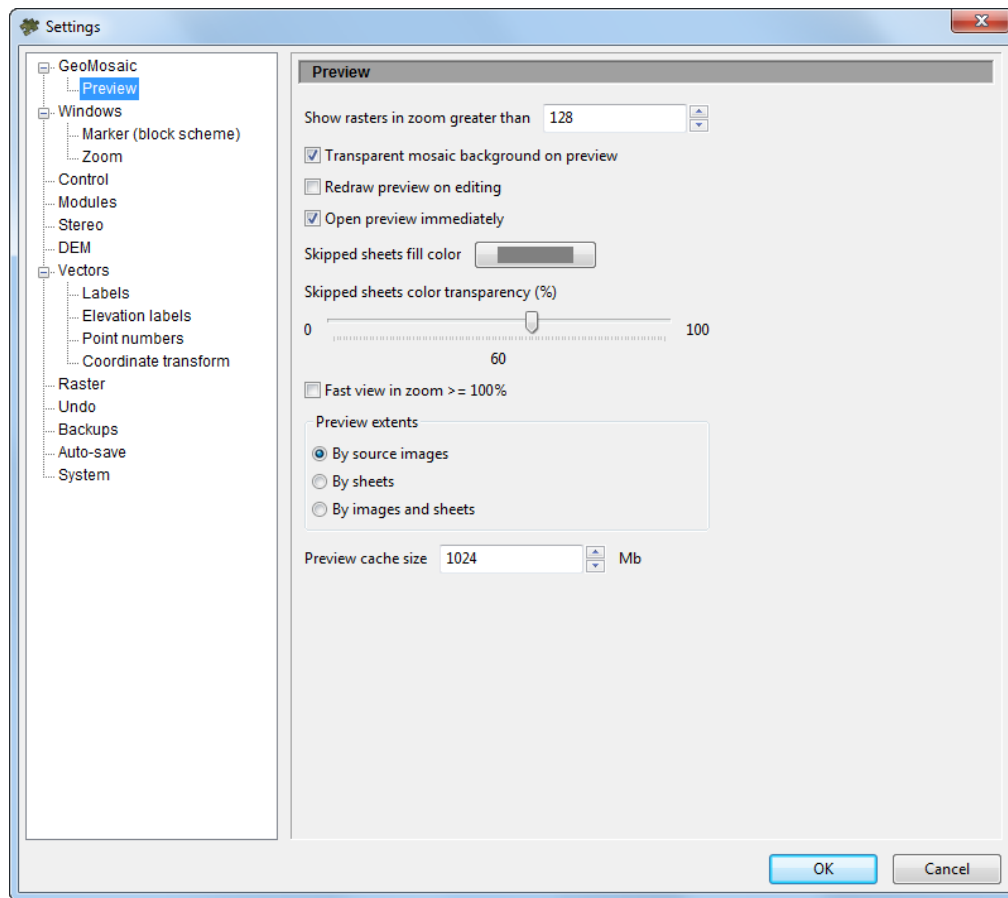 Settings
GeoMosaic
Preview
Windows
Marker (block scheme)
Zoom
Control
Modules
Stereo
DEM
Vectors
Labels
Elevation labels
Point numbers
Coordinate transform
Raster
Undo
Backups
Auto-save
System
Preview
Show rasters in zoom greater than 128
Transparent mosaic background on preview
Redraw preview on editing
Open preview immediately
Skipped sheets fill color
Skipped sheets color transparency (%)
0 100
60
Fast view in zoom >= 100%
Preview extents
By source images
By sheets
By images and sheets
Preview cache size 1024 Mb
OK Cancel